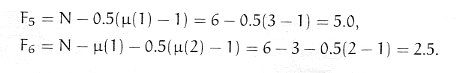 F₅ = N − 0.5(μ(1) − 1) = 6 − 0.5(3 − 1) = 5.0,
F₆ = N − μ(1) − 0.5(μ(2) − 1) = 6 − 3 − 0.5(2 − 1) = 2.5.